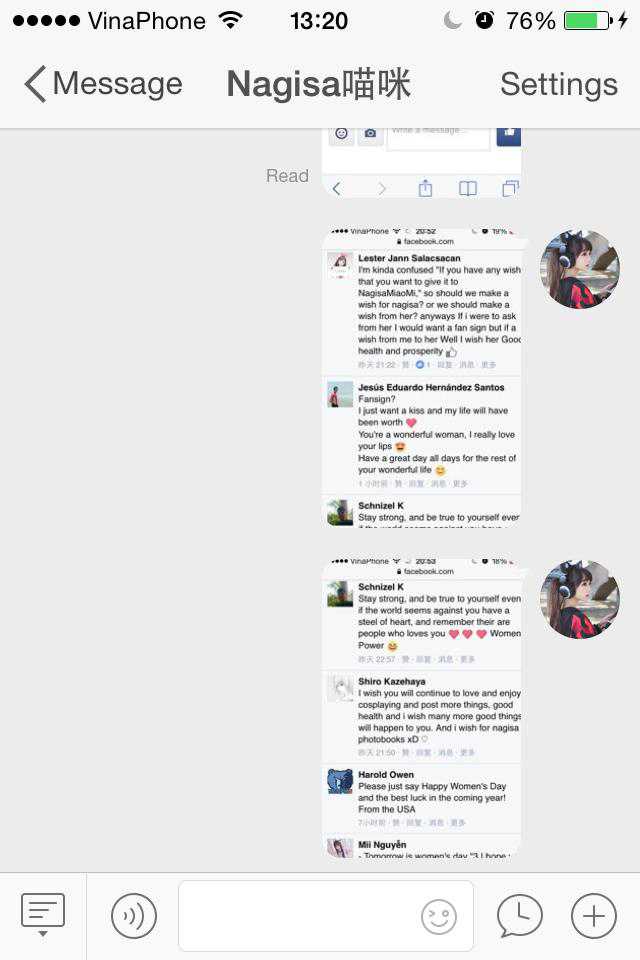 VinaPhone 13:20 76%
Message Nagisa喵咪 Settings
Write a message...
Read
VinaPhone 20:52 19%
facebook.com
Lester Jann Salacsacan
I'm kinda confused "If you have any wish
that you want to give it to
NagisaMiaoMi," so should we make a
wish for nagisa? or we should make a
wish from her? anyways If i were to ask
from her I would want a fan sign but if a
wish from me to her Well I wish her Good
health and prosperity 👍
昨天 21:22 · 赞 · 1 · 回复 · 消息 · 更多
Jesús Eduardo Hernández Santos
Fansign?
I just want a kiss and my life will have
been worth ❤️
You're a wonderful woman, I really love
your lips 😍
Have a great day all days for the rest of
your wonderful life 😊
1 小时前 · 赞 · 回复 · 消息 · 更多
Schnizel K
Stay strong, and be true to yourself even
if the world seems against you have a
VinaPhone 20:53 18%
facebook.com
Schnizel K
Stay strong, and be true to yourself even
if the world seems against you have a
steel of heart, and remember their are
people who loves you ❤️ ❤️ ❤️ Women
Power 😆
昨天 22:57 · 赞 · 回复 · 消息 · 更多
Shiro Kazehaya
I wish you will continue to love and enjoy
cosplaying and post more things, good
health and i wish many more good things
will happen to you. And i wish for nagisa
photobooks xD ♡
昨天 21:50 · 赞 · 回复 · 消息 · 更多
Harold Owen
Please just say Happy Women's Day
and the best luck in the coming year!
From the USA
7小时前 · 赞 · 回复 · 消息 · 更多
Mii Nguyễn
- Tomorrow is women's day "3 I hope :